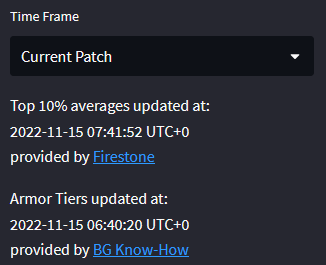 Time Frame
Current Patch
Top 10% averages updated at:
2022-11-15 07:41:52 UTC+0
provided by Firestone
Armor Tiers updated at:
2022-11-15 06:40:20 UTC+0
provided by BG Know-How